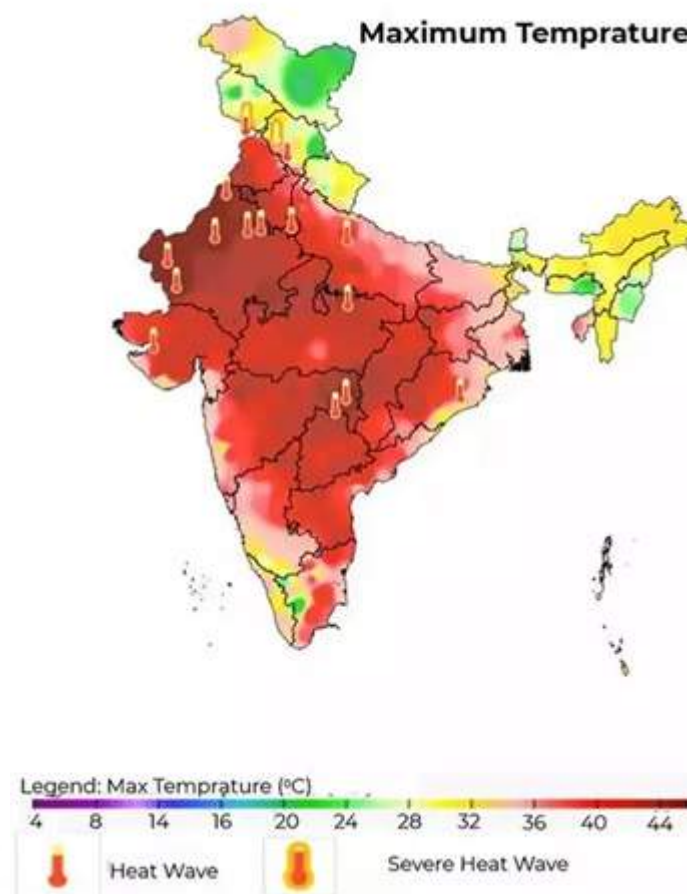 Maximum Temprature
Legend: Max Temprature (ºC)
4 8 14 16 20 24 28 32 36 40 44
Heat Wave
Severe Heat Wave